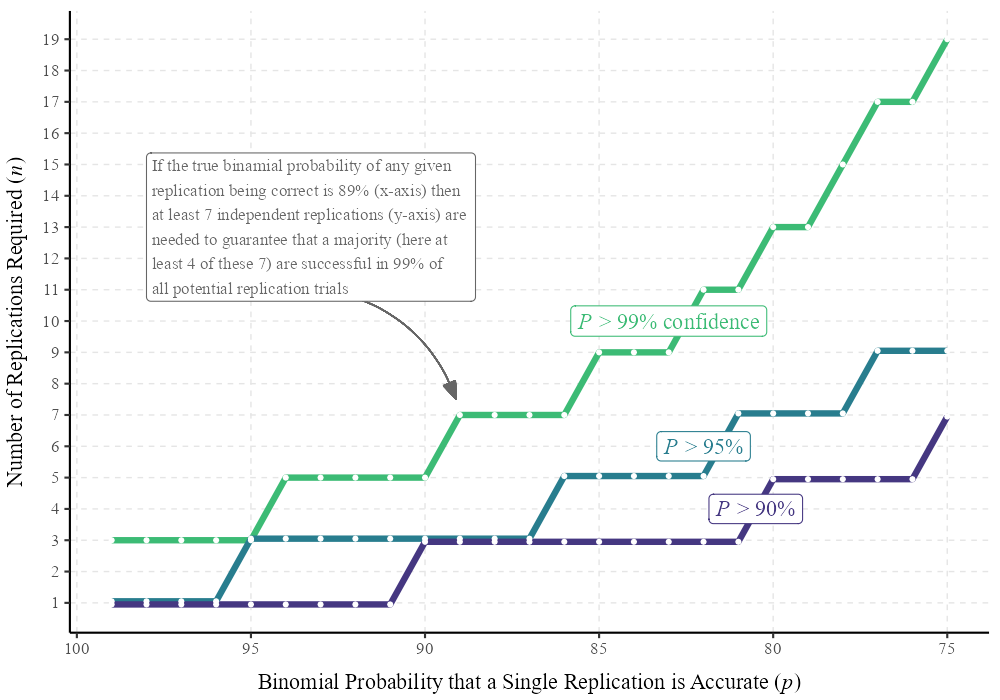 19
18
17
16
15
14
13
12
11
10
9
8
7
6
5
4
3
2
1
Number of Replications Required (n)
If the true binamial probability of any given
replication being correct is 89% (x-axis) then
at least 7 independent replications (y-axis) are
needed to guarantee that a majority (here at
least 4 of these 7) are successful in 99% of
all potential replication trials
P > 99% confidence
P > 95%
P > 90%
100 95 90 85 80 75
Binomial Probability that a Single Replication is Accurate (p)